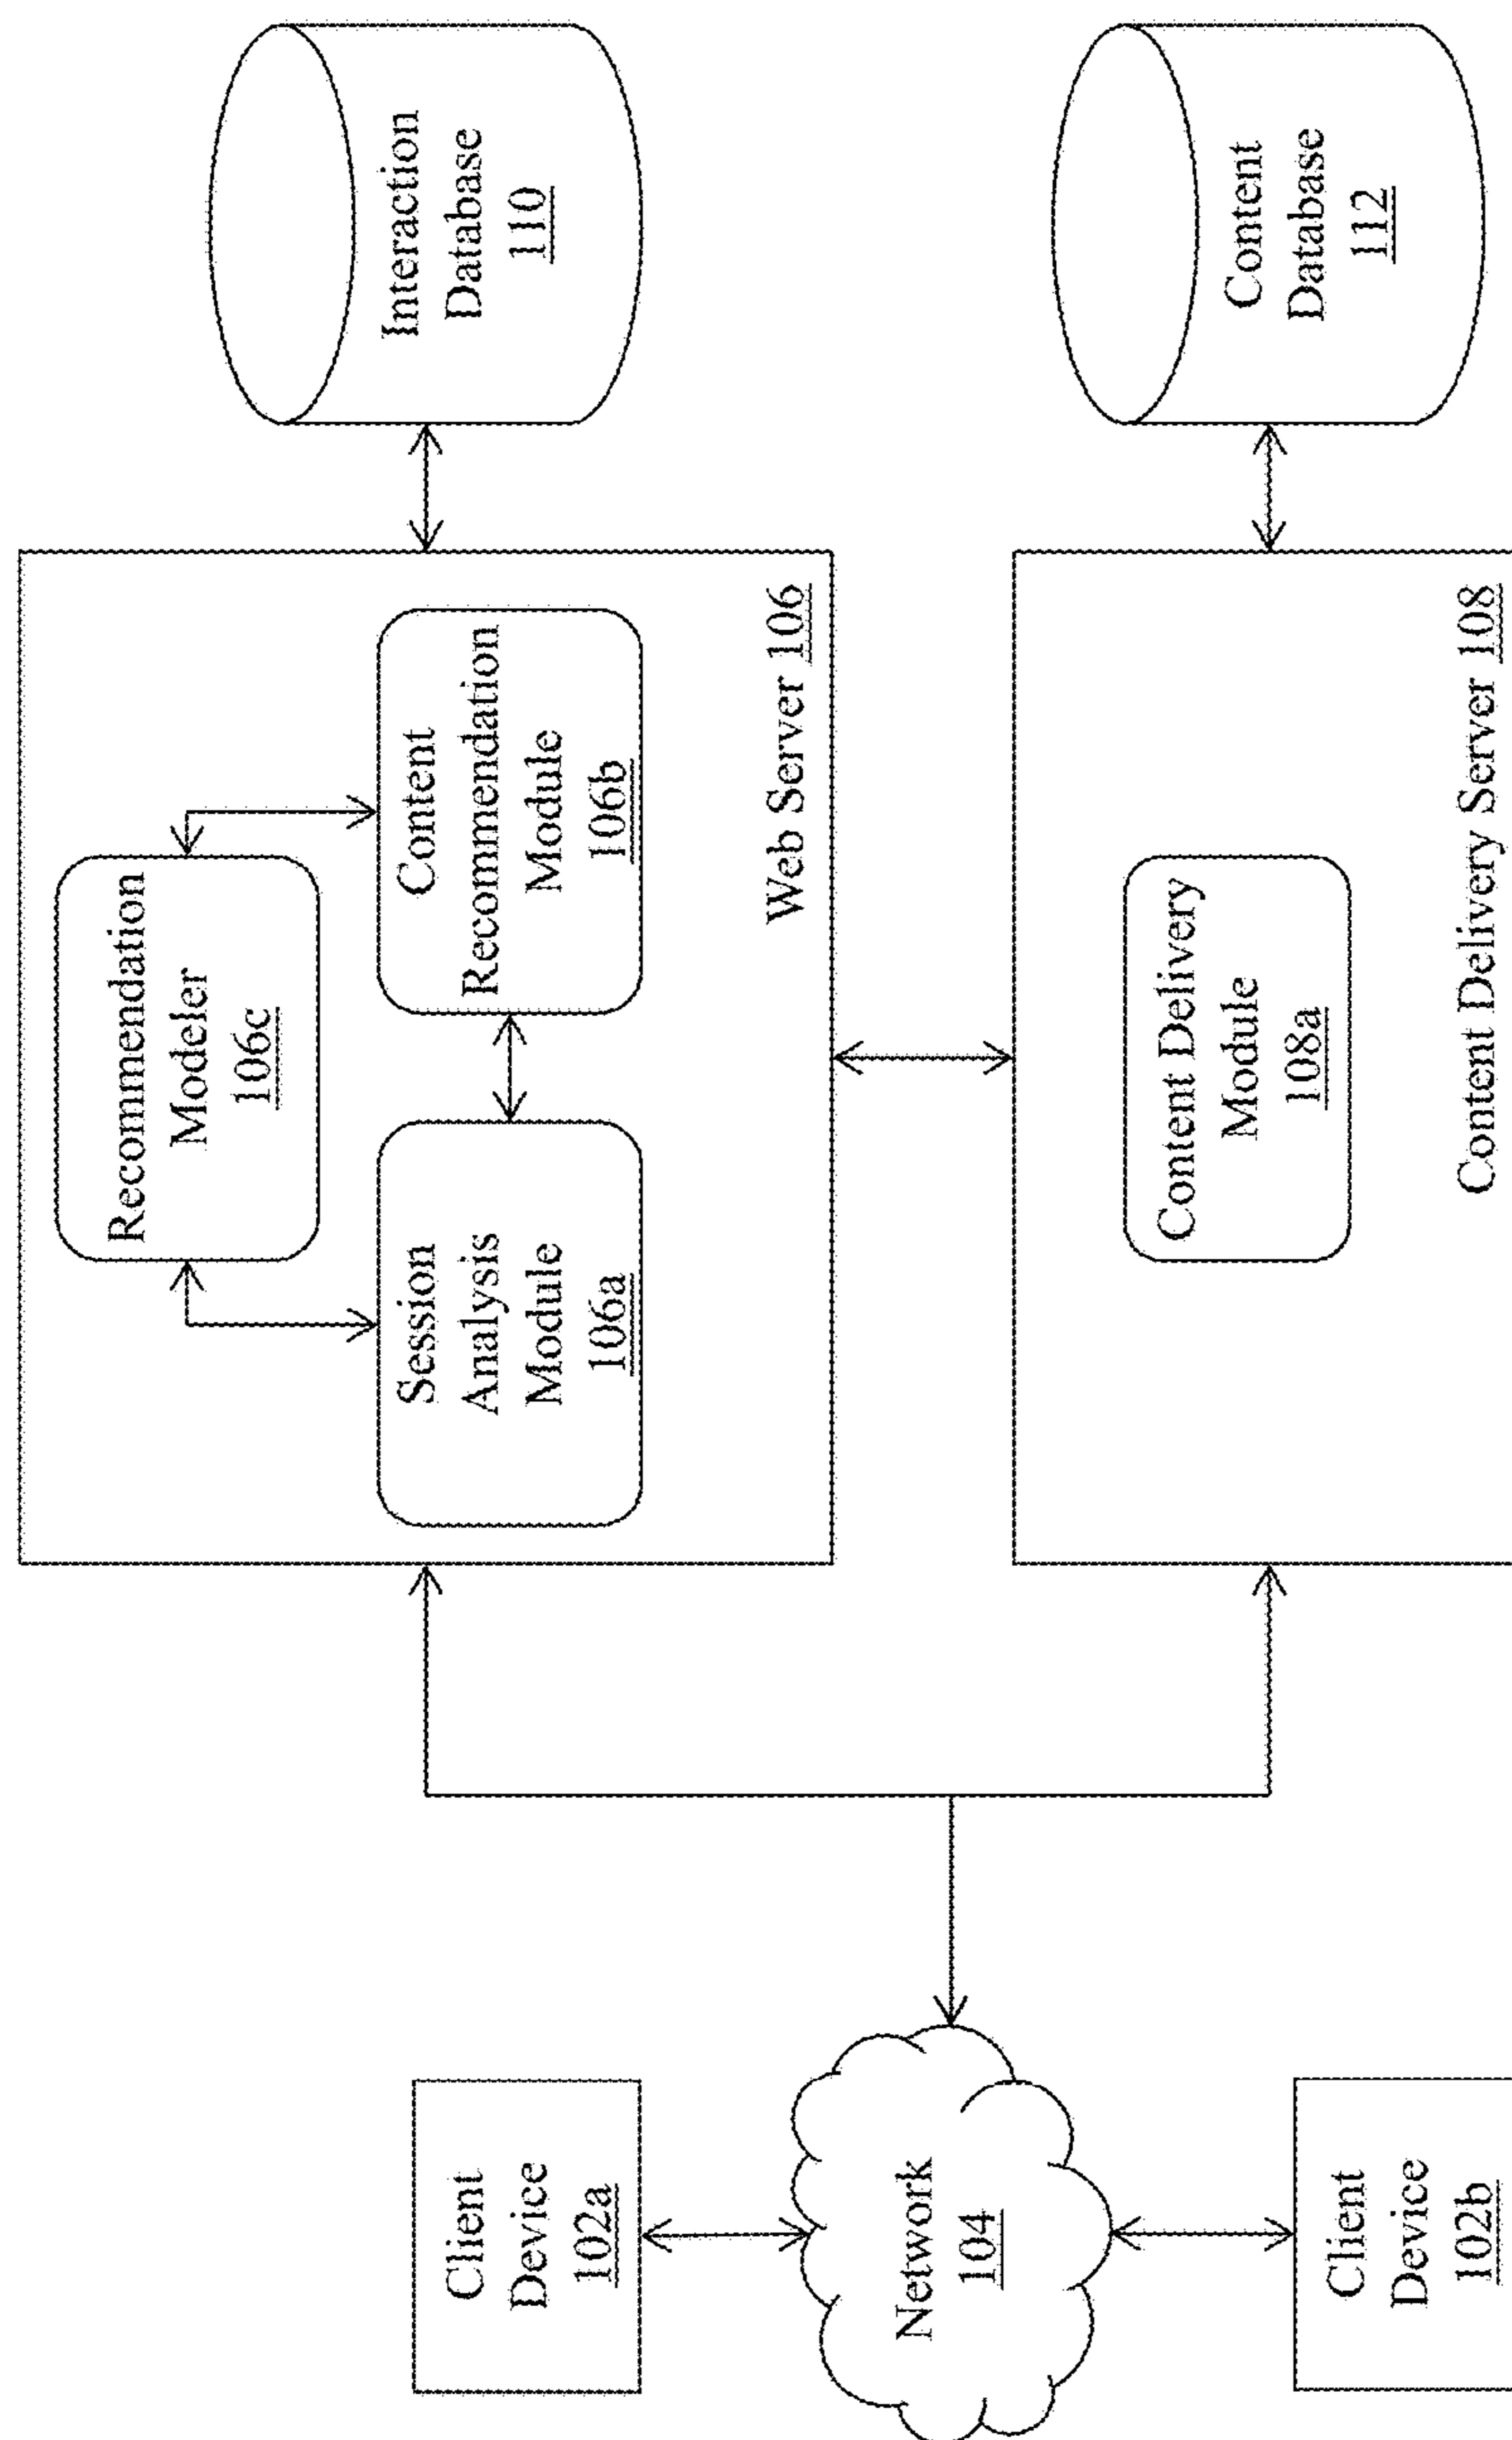 Client
Device
102a
Network
104
Client
Device
102b
Recommendation
Modeler
106c
Session
Analysis
Module
106a
Content
Recommendation
Module
106b
Web Server 106
Content Delivery
Module
108a
Content Delivery Server 108
Interaction
Database
110
Content
Database
112